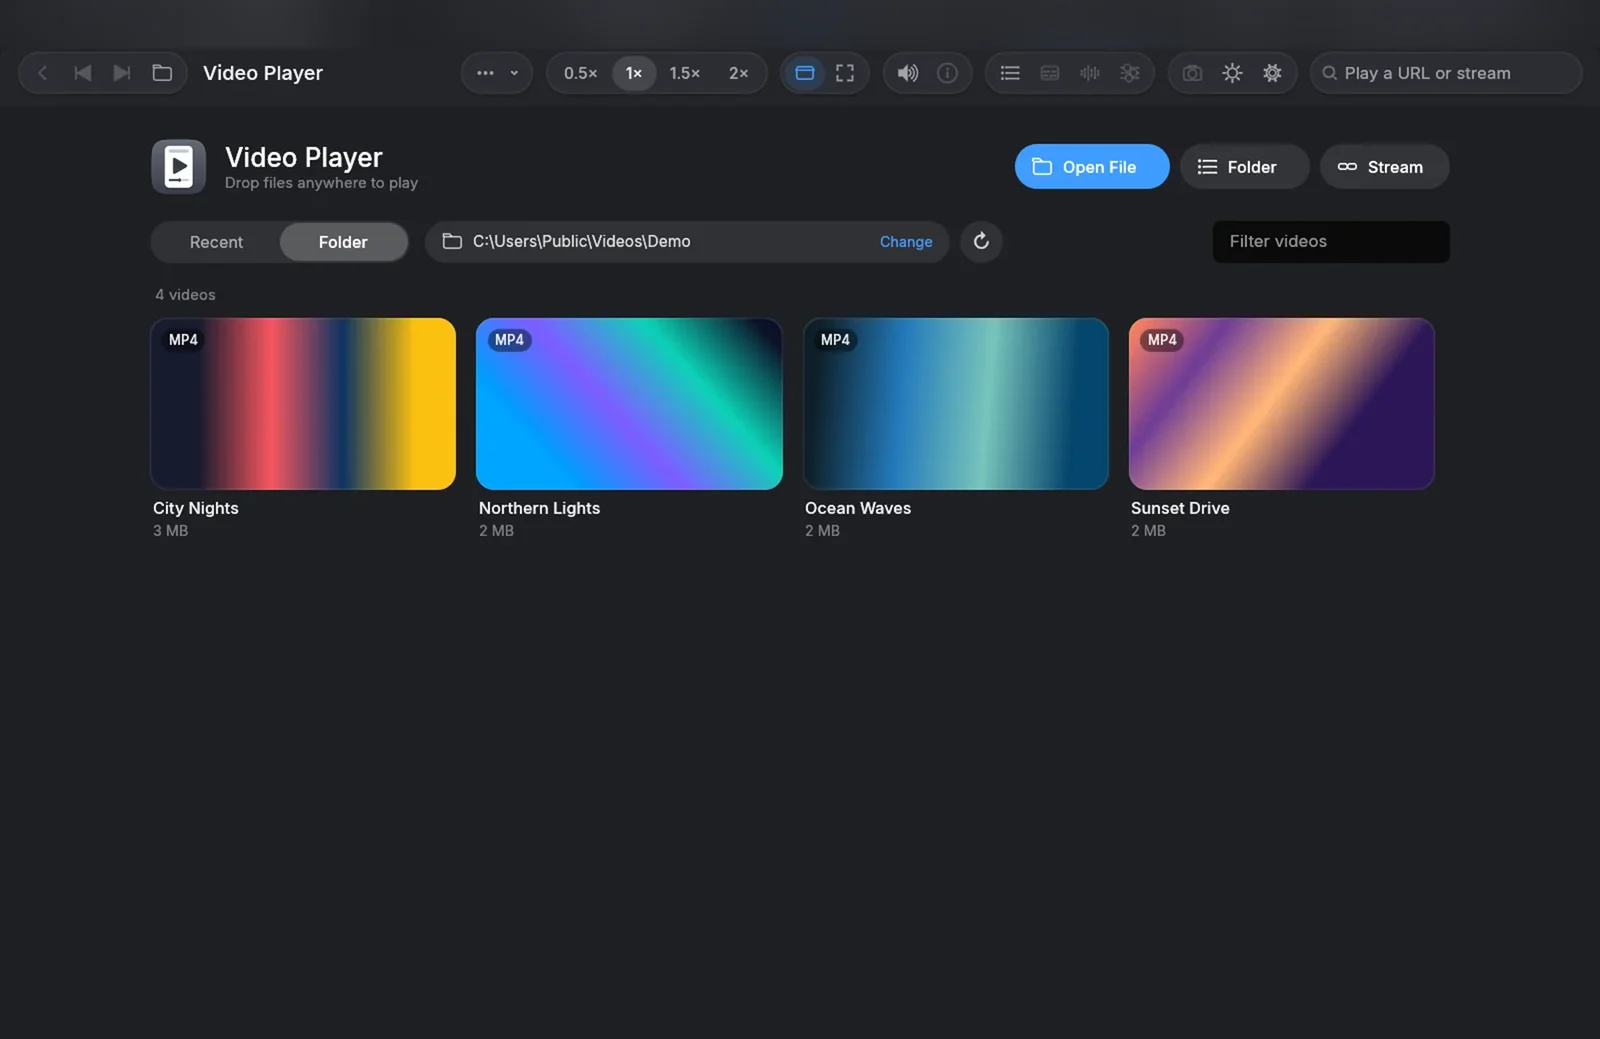 Video Player
0.5×
1×
1.5×
2×
Play a URL or stream
Video Player
Drop files anywhere to play
Open File
Folder
Stream
Recent
Folder
C:\Users\Public\Videos\Demo
Change
Filter videos
4 videos
MP4
MP4
MP4
MP4
City Nights
Northern Lights
Ocean Waves
Sunset Drive
3 MB
2 MB
2 MB
2 MB